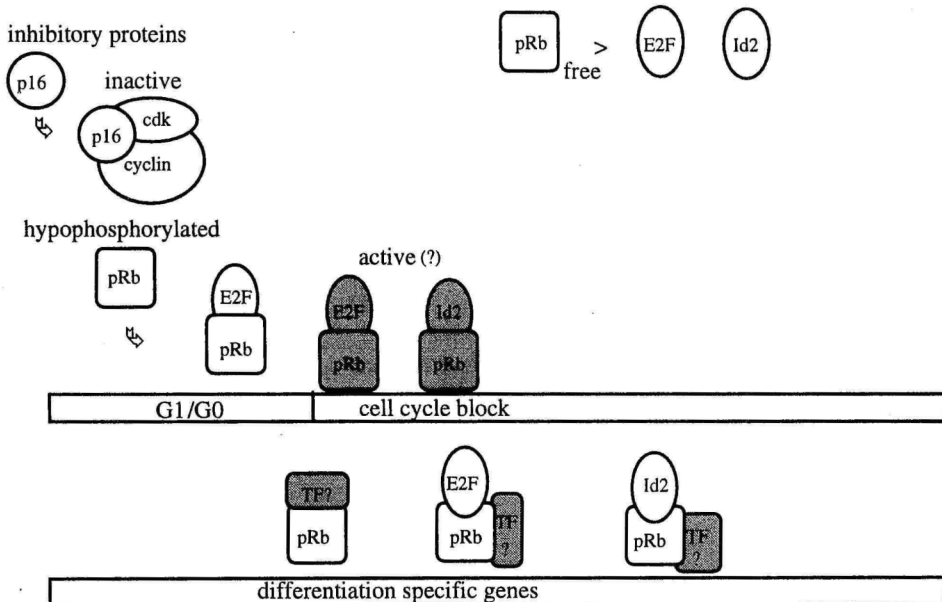 inhibitory proteins
p16
inactive
p16
cdk
cyclin
pRb
free
>
E2F
Id2
hypophosphorylated
pRb
E2F
pRb
active (?)
E2F
pRb
Id2
pRb
G1/G0
cell cycle block
TF?
pRb
E2F
pRb
TF
?
Id2
pRb
TF
?
differentiation specific genes